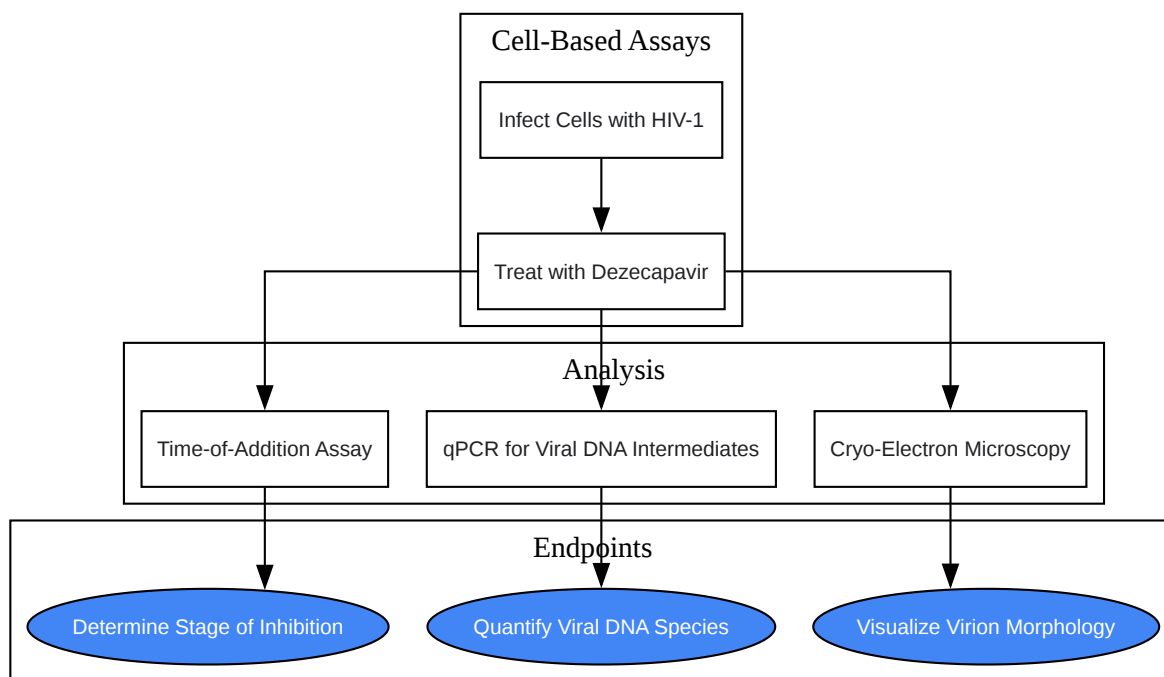 Cell-Based Assays
Infect Cells with HIV-1
Treat with Dezecapavir
Analysis
Time-of-Addition Assay
qPCR for Viral DNA Intermediates
Cryo-Electron Microscopy
Endpoints
Determine Stage of Inhibition
Quantify Viral DNA Species
Visualize Virion Morphology